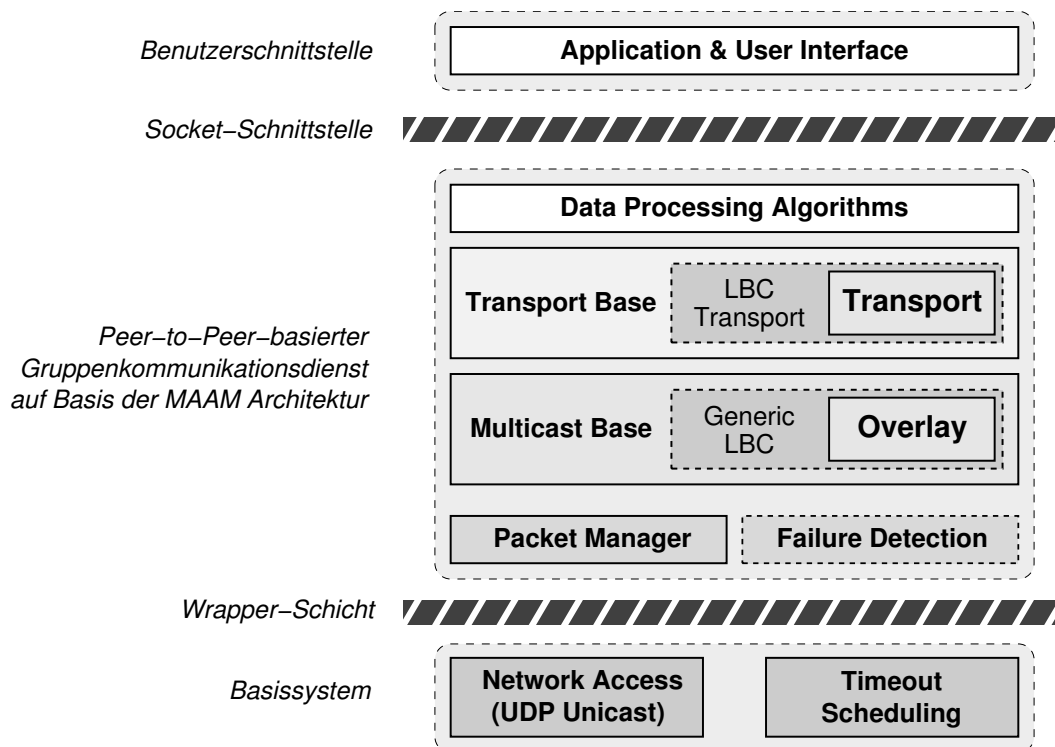 Benutzerschnittstelle
Application & User Interface
Socket−Schnittstelle
Data Processing Algorithms
Transport Base
LBC
Transport
Transport
Peer−to−Peer−basierter
Gruppenkommunikationsdienst
auf Basis der MAAM Architektur
Multicast Base
Generic
LBC
Overlay
Packet Manager
Failure Detection
Wrapper−Schicht
Basissystem
Network Access
(UDP Unicast)
Timeout
Scheduling